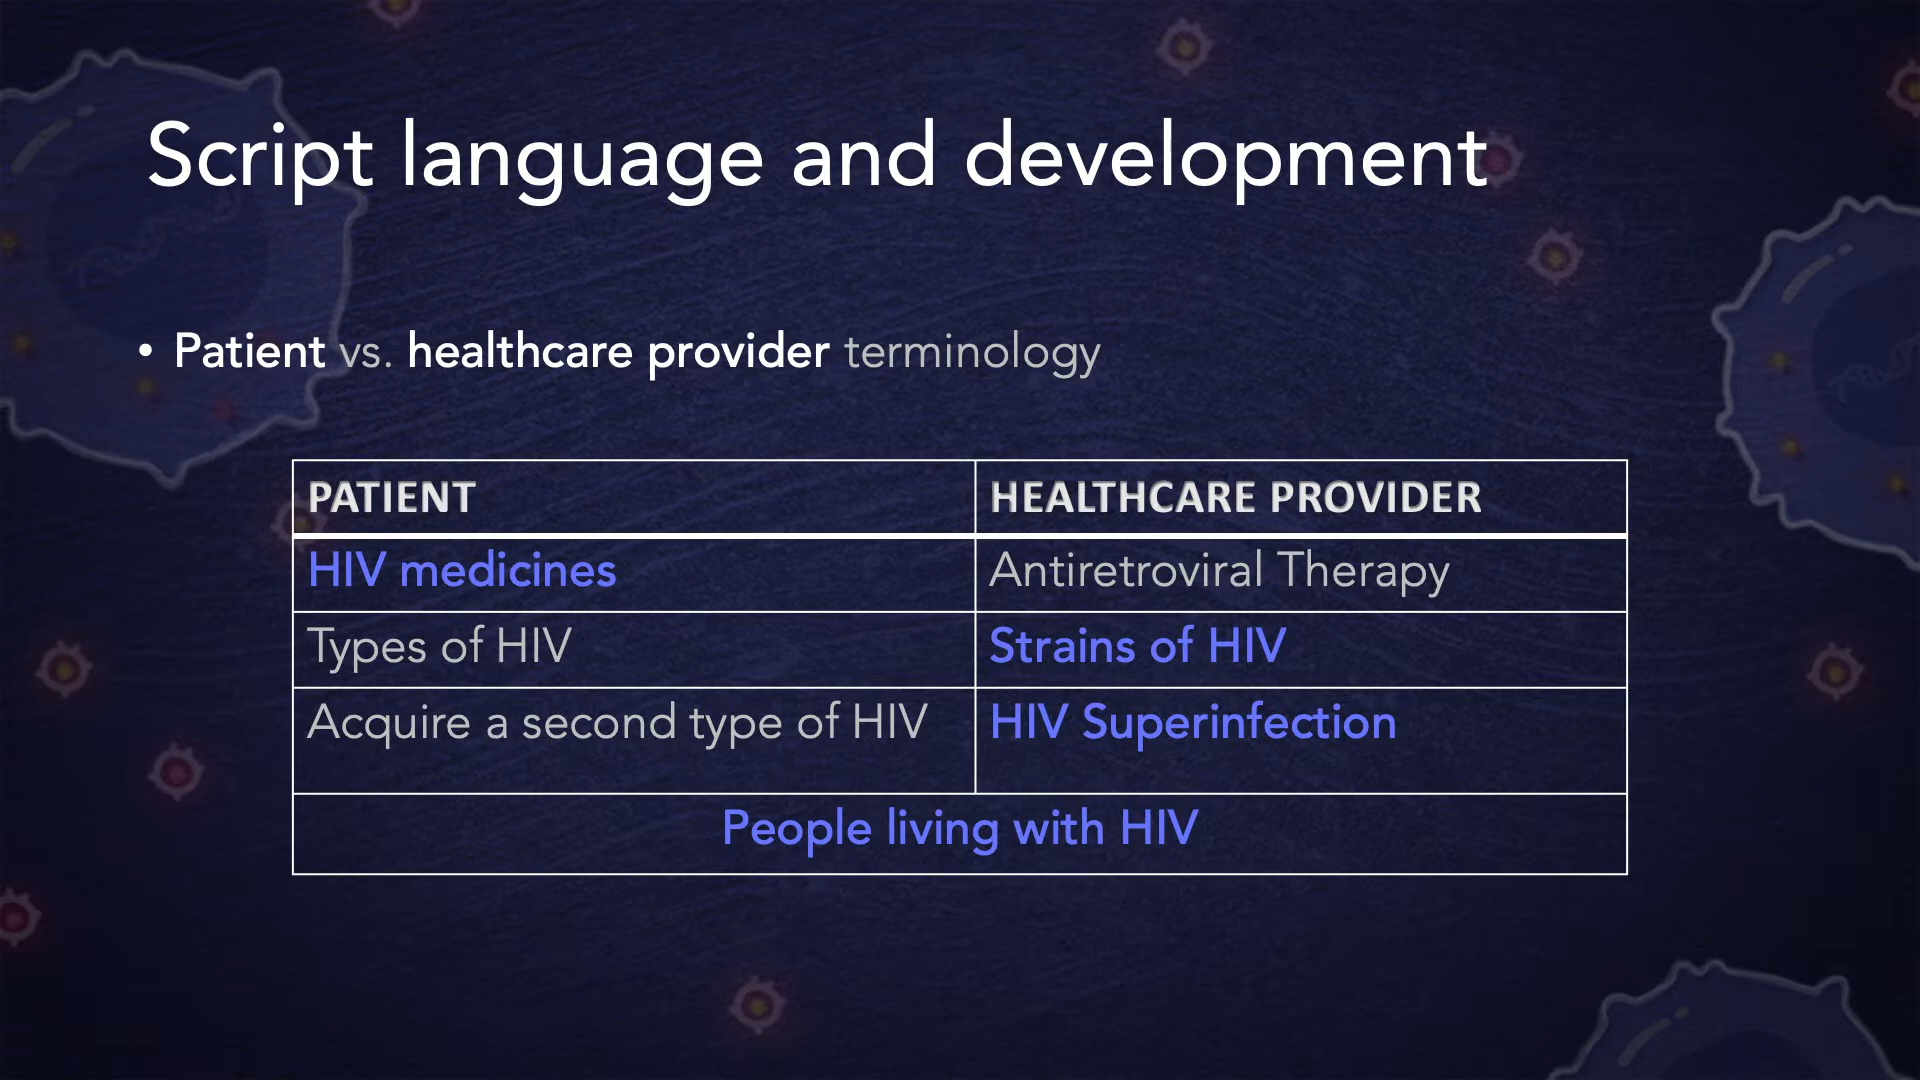 Script language and development
• Patient vs. healthcare provider terminology
PATIENT HEALTHCARE PROVIDER
HIV medicines Antiretroviral Therapy
Types of HIV Strains of HIV
Acquire a second type of HIV HIV Superinfection
People living with HIV